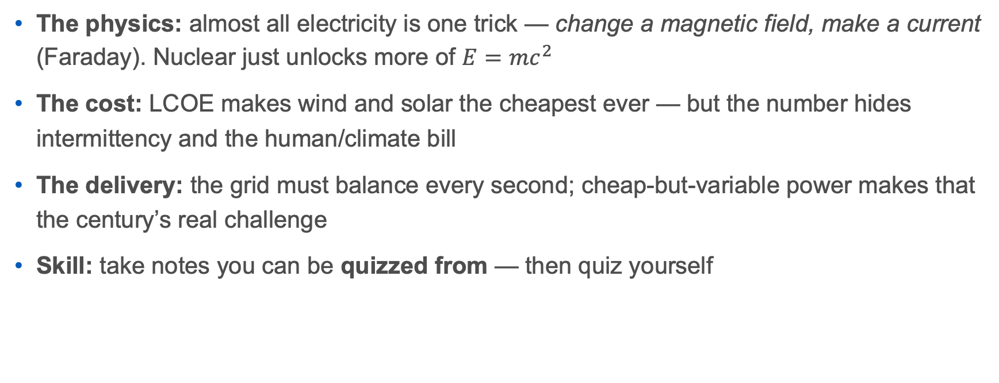 • The physics: almost all electricity is one trick — change a magnetic field, make a current
(Faraday). Nuclear just unlocks more of E = mc²
• The cost: LCOE makes wind and solar the cheapest ever — but the number hides
intermittency and the human/climate bill
• The delivery: the grid must balance every second; cheap-but-variable power makes that
the century’s real challenge
• Skill: take notes you can be quizzed from — then quiz yourself